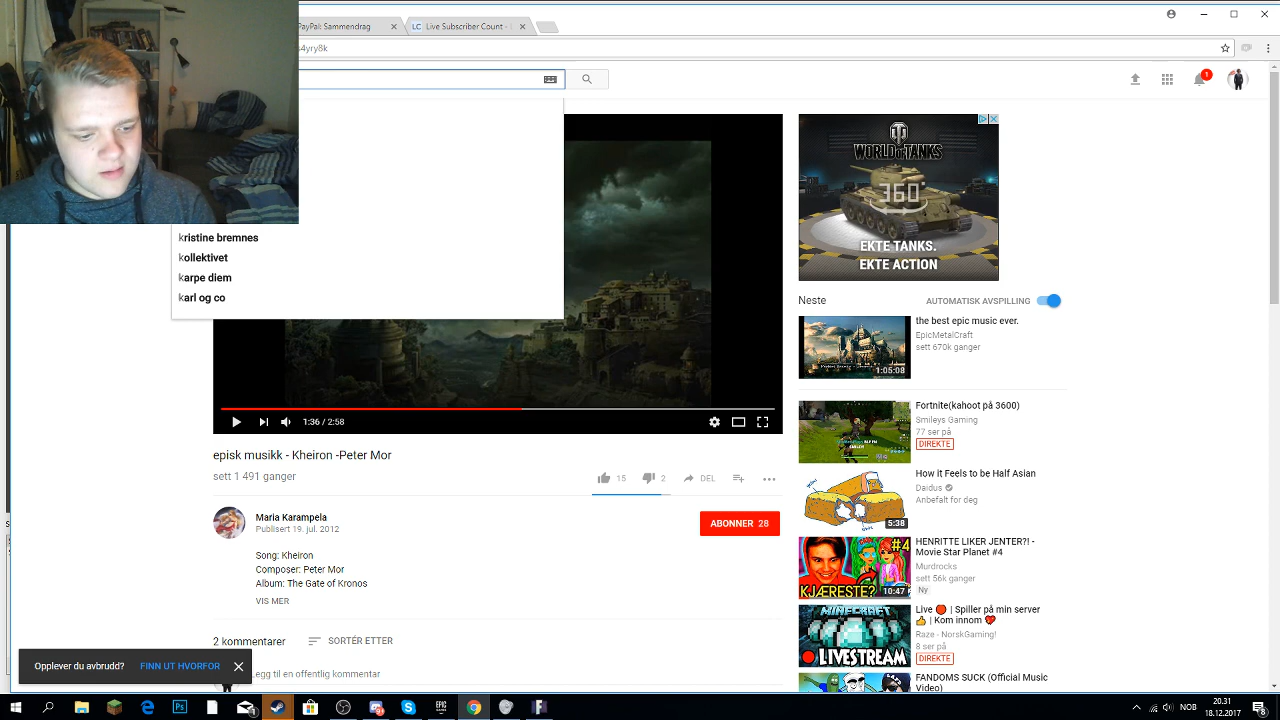 PayPal: Sammendrag
LC Live Subscriber Count -
s4yry8k
1
kristine bremnes
kollektivet
karpe diem
karl og co
WORLD OF TANKS
360°
EKTE TANKS.
EKTE ACTION
Neste
AUTOMATISK AVSPILLING
the best epic music ever.
EpicMetalCraft
sett 670k ganger
1:05:08
Fortnite(kahoot på 3600)
Smileys Gaming
77 ser på
DIREKTE
How it Feels to be Half Asian
Daidus
Anbefalt for deg
5:38
HENRITTE LIKER JENTER?! -
Movie Star Planet #4
Murdrocks
sett 56k ganger
Ny
#4
KJÆRESTE?
10:47
Live 🔴 | Spiller på min server
👍 | Kom innom
Raze - NorskGaming!
8 ser på
DIREKTE
MINECRAFT
LIVESTREAM
FANDOMS SUCK (Official Music
Video)
1:36 / 2:58
episk musikk - Kheiron -Peter Mor
sett 1 491 ganger
15
2
DEL
Maria Karampela
Publisert 19. jul. 2012
ABONNER 28
Song: Kheiron
Composer: Peter Mor
Album: The Gate of Kronos
VIS MER
2 kommentarer
SORTÉR ETTER
Legg til en offentlig kommentar
Opplever du avbrudd? FINN UT HVORFOR
NOB
20.31
18.12.2017